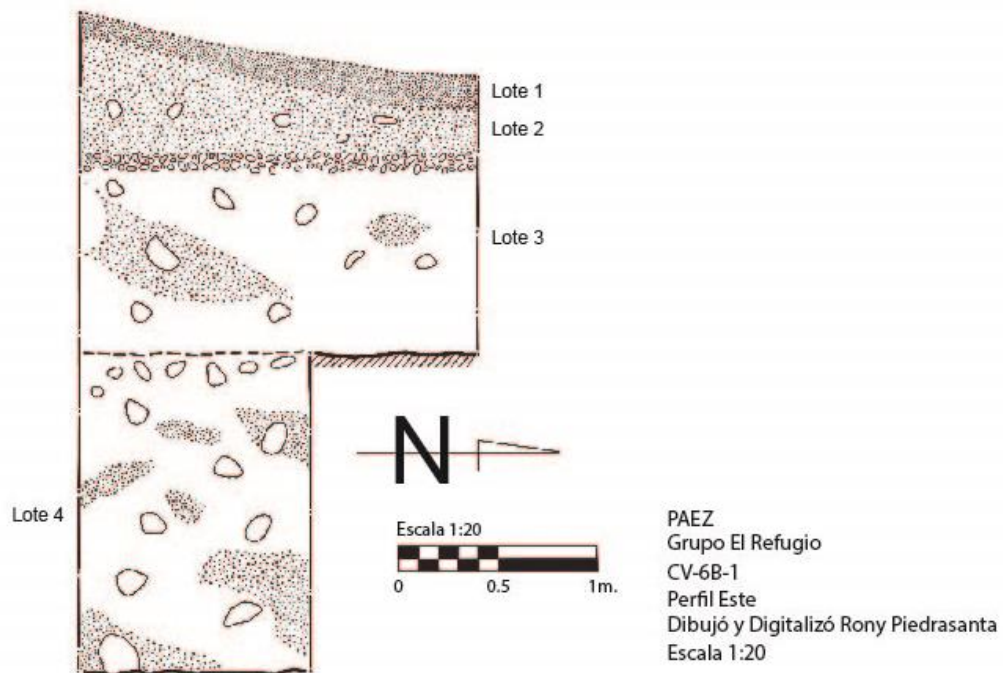 Lote 1
Lote 2
Lote 3
Lote 4
N
Escala 1:20
0 0.5 1m.
PAEZ
Grupo El Refugio
CV-6B-1
Perfil Este
Dibujó y Digitalizó Rony Piedrasanta
Escala 1:20